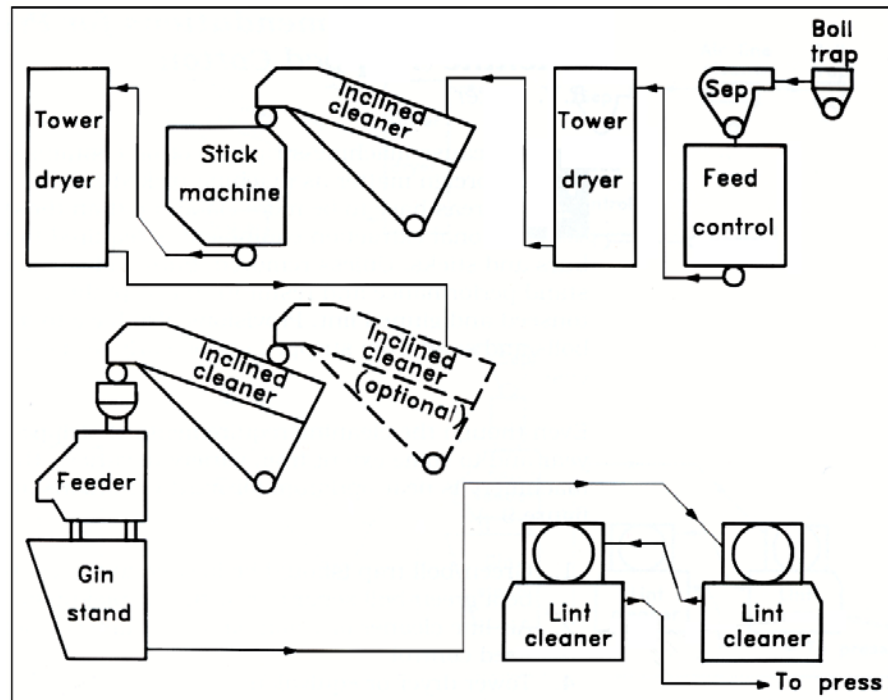 Boll
trap
Sep
Inclined
cleaner
Tower
dryer
Stick
machine
Tower
dryer
Feed
control
Inclined
cleaner
Inclined
cleaner
(optional)
Feeder
Gin
stand
Lint
cleaner
Lint
cleaner
To press